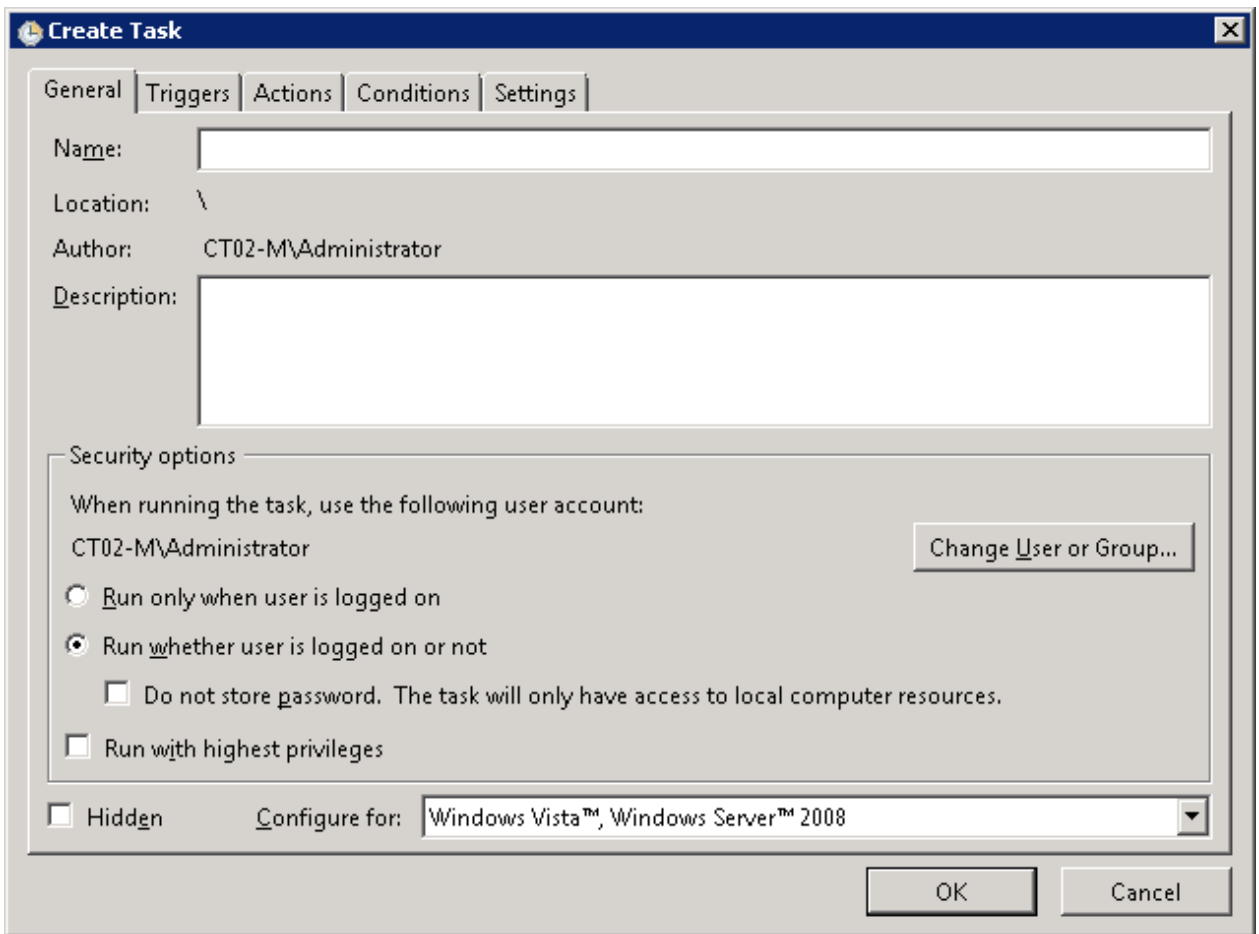 Create Task
General Triggers Actions Conditions Settings
Name:
Location: \
Author: CT02-M\Administrator
Description:
Security options
When running the task, use the following user account:
CT02-M\Administrator Change User or Group...
Run only when user is logged on
Run whether user is logged on or not
Do not store password. The task will only have access to local computer resources.
Run with highest privileges
Hidden Configure for: Windows Vista™, Windows Server™ 2008
OK Cancel